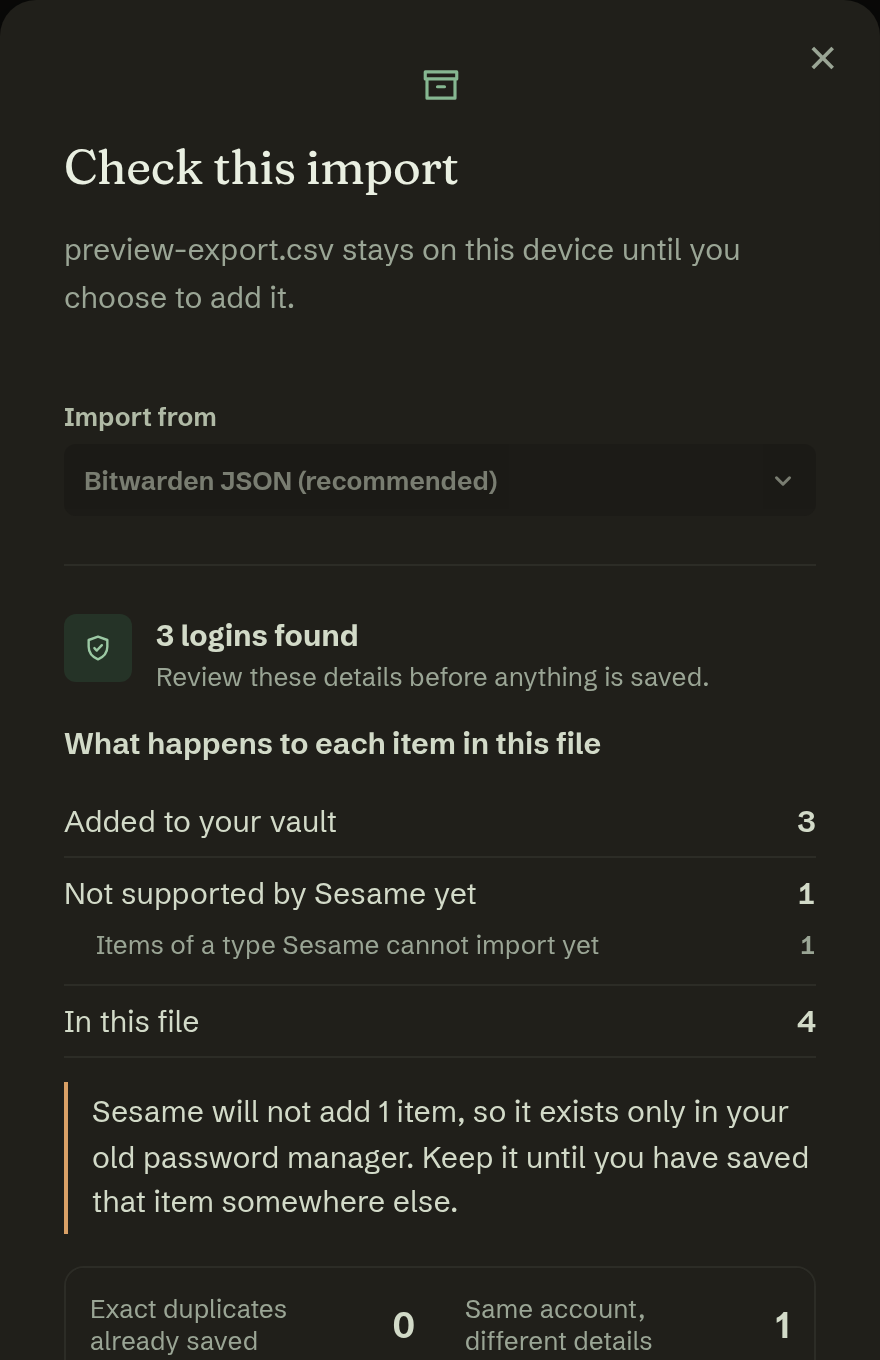 Check this import
preview-export.csv stays on this device until you
choose to add it.
Import from
Bitwarden JSON (recommended)
3 logins found
Review these details before anything is saved.
What happens to each item in this file
Added to your vault 3
Not supported by Sesame yet 1
Items of a type Sesame cannot import yet 1
In this file 4
Sesame will not add 1 item, so it exists only in your
old password manager. Keep it until you have saved
that item somewhere else.
Exact duplicates
already saved 0
Same account,
different details 1